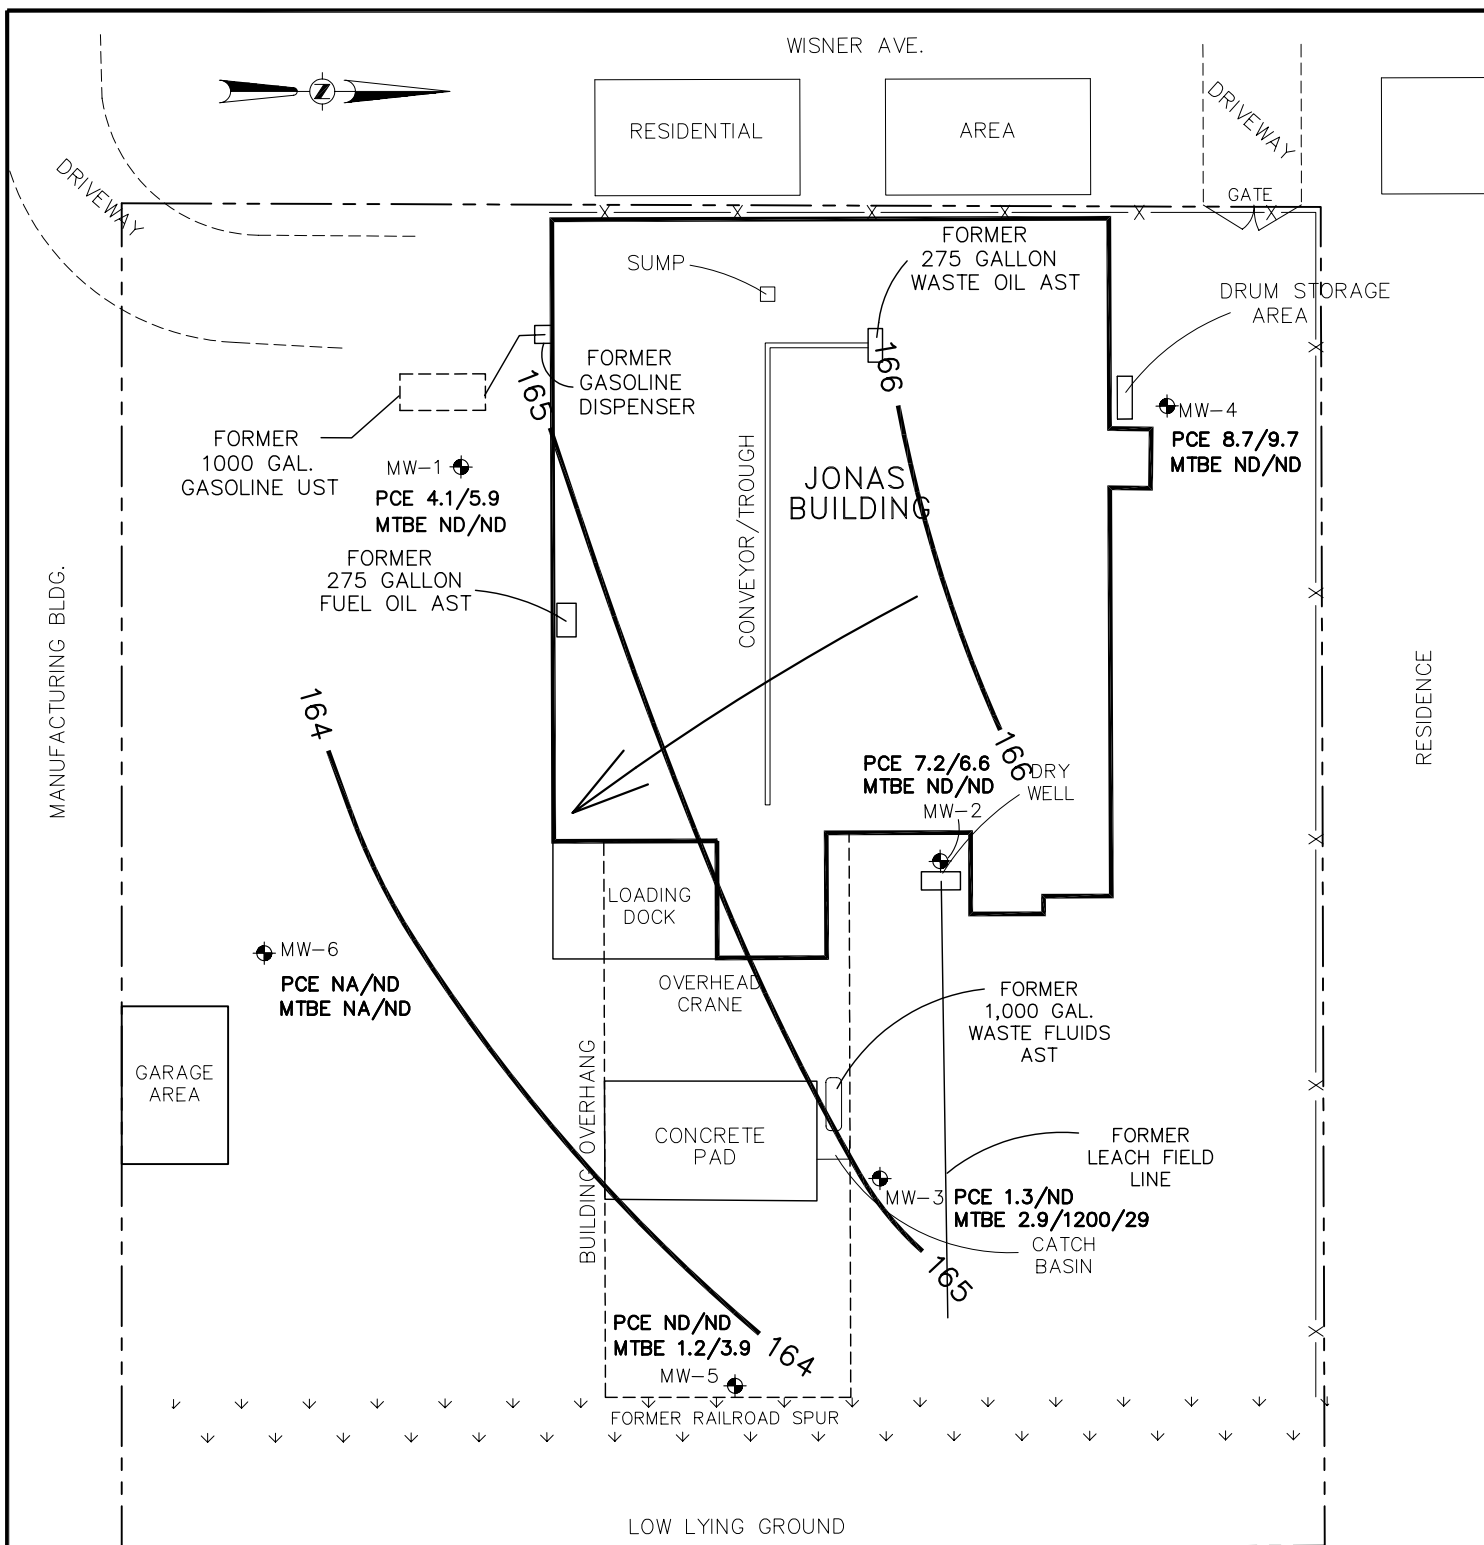 WISNER AVE.
RESIDENTIAL
AREA
DRIVEWAY
DRIVEWAY
GATE
Z
SUMP
FORMER
275 GALLON
WASTE OIL AST
DRUM STORAGE
AREA
FORMER
GASOLINE
DISPENSER
165
166
MW-4
PCE 8.7/9.7
MTBE ND/ND
FORMER
1000 GAL.
GASOLINE UST
MW-1
PCE 4.1/5.9
MTBE ND/ND
CONVEYOR/TROUGH
JONAS
BUILDING
FORMER
275 GALLON
FUEL OIL AST
MANUFACTURING BLDG.
RESIDENCE
164
166
PCE 7.2/6.6
MTBE ND/ND
MW-2
DRY
WELL
LOADING
DOCK
MW-6
PCE NA/ND
MTBE NA/ND
OVERHEAD
CRANE
FORMER
1,000 GAL.
WASTE FLUIDS
AST
GARAGE
AREA
BUILDING OVERHANG
CONCRETE
PAD
FORMER
LEACH FIELD
LINE
MW-3
PCE 1.3/ND
MTBE 2.9/1200/29
CATCH
BASIN
165
PCE ND/ND
MTBE 1.2/3.9
164
MW-5
FORMER RAILROAD SPUR
LOW LYING GROUND